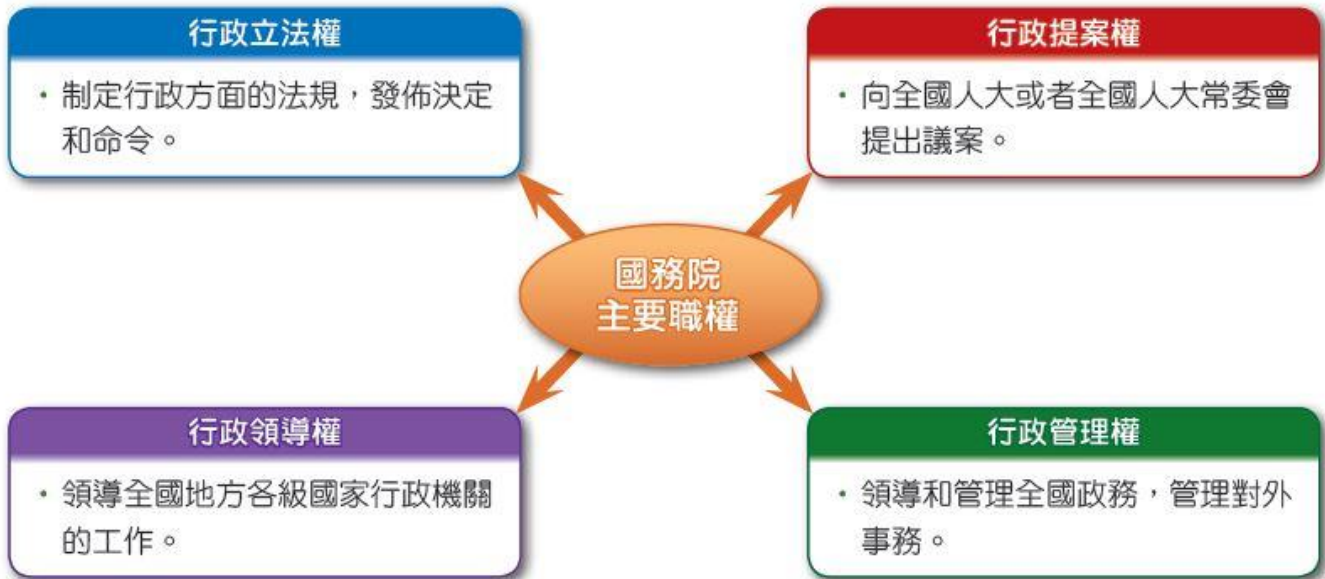 行政立法權
・制定行政方面的法規，發佈決定
和命令。
行政提案權
・向全國人大或者全國人大常委會
提出議案。
國務院
主要職權
行政領導權
・領導全國地方各級國家行政機關
的工作。
行政管理權
・領導和管理全國政務，管理對外
事務。